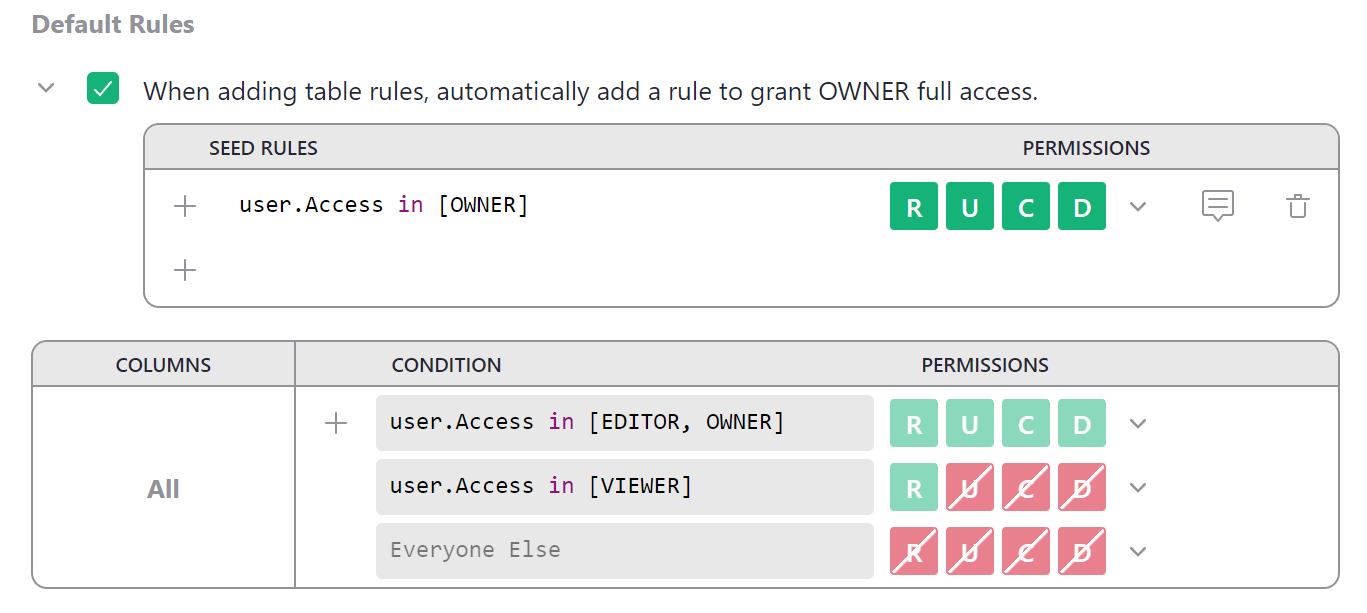 Default Rules
When adding table rules, automatically add a rule to grant OWNER full access.
SEED RULES PERMISSIONS
user.Access in [OWNER] R U C D
COLUMNS CONDITION PERMISSIONS
user.Access in [EDITOR, OWNER] R U C D
All
user.Access in [VIEWER] R U C D
Everyone Else R U C D